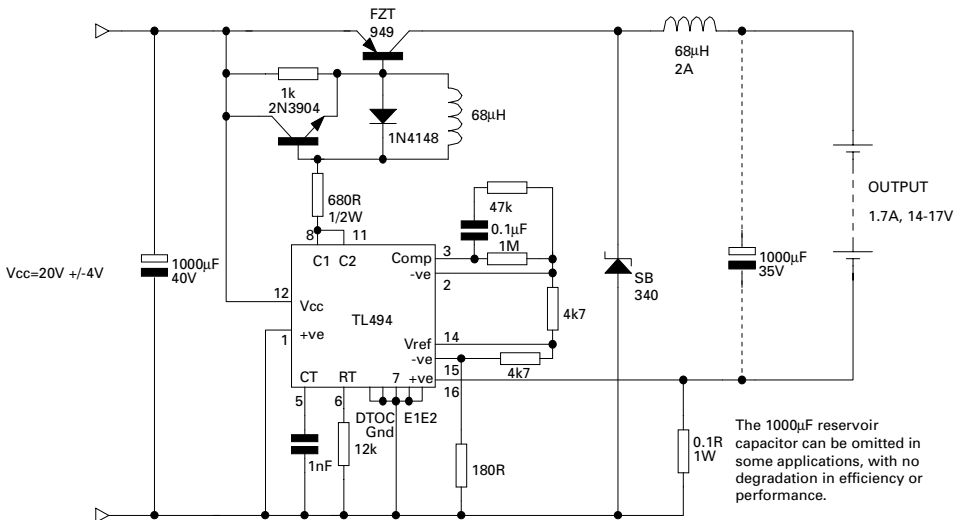 FZT
949
68µH
2A
1k
2N3904
1N4148
68µH
680R
1/2W
47k
0.1µF
1M
OUTPUT
1.7A, 14-17V
Vcc=20V +/-4V
1000µF
40V
8
11
C1 C2
Comp
3
-ve
2
12
Vcc
TL494
+ve
1
4k7
SB
340
1000µF
35V
Vref
14
-ve
15
4k7
+ve
16
CT
RT
7
5
6
DTOC
Gnd
E1E2
1nF
12k
180R
0.1R
1W
The 1000µF reservoir
capacitor can be omitted in
some applications, with no
degradation in efficiency or
performance.